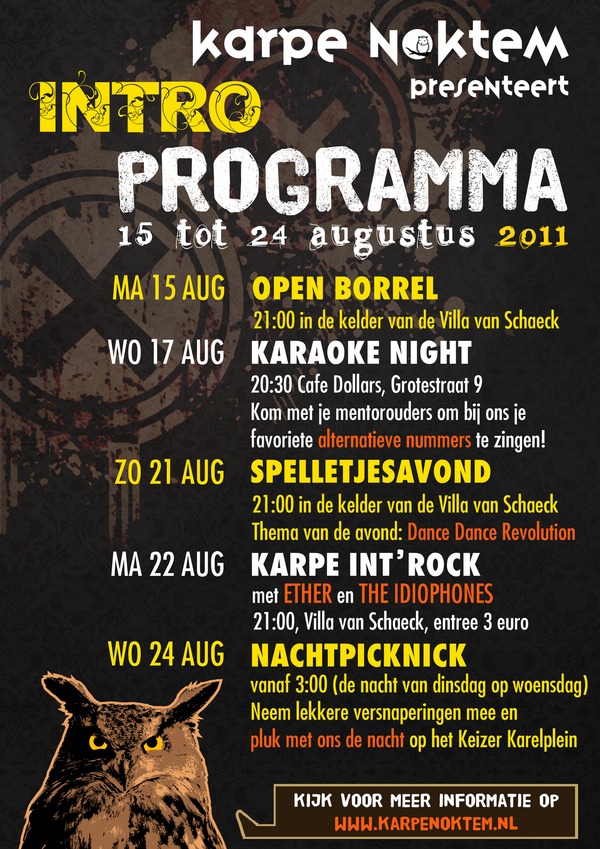 karpe Noktem
presenteert
INTRO
PROGRAMMA
15 tot 24 augustus 2011
MA 15 AUG OPEN BORREL
21:00 in de kelder van de Villa van Schaeck
WO 17 AUG KARAOKE NIGHT
20:30 Cafe Dollars, Grotestraat 9
Kom met je mentorouders om bij ons je
favoriete alternatieve nummers te zingen!
ZO 21 AUG SPELLETJESAVOND
21:00 in de kelder van de Villa van Schaeck
Thema van de avond: Dance Dance Revolution
MA 22 AUG KARPE INT'ROCK
met ETHER en THE IDIOPHONES
21:00, Villa van Schaeck, entree 3 euro
WO 24 AUG NACHTPICKNICK
vanaf 3:00 (de nacht van dinsdag op woensdag)
Neem lekkere versnaperingen mee en
pluk met ons de nacht op het Keizer Karelplein
KIJK VOOR MEER INFORMATIE OP
WWW.KARPENOKTEM.NL